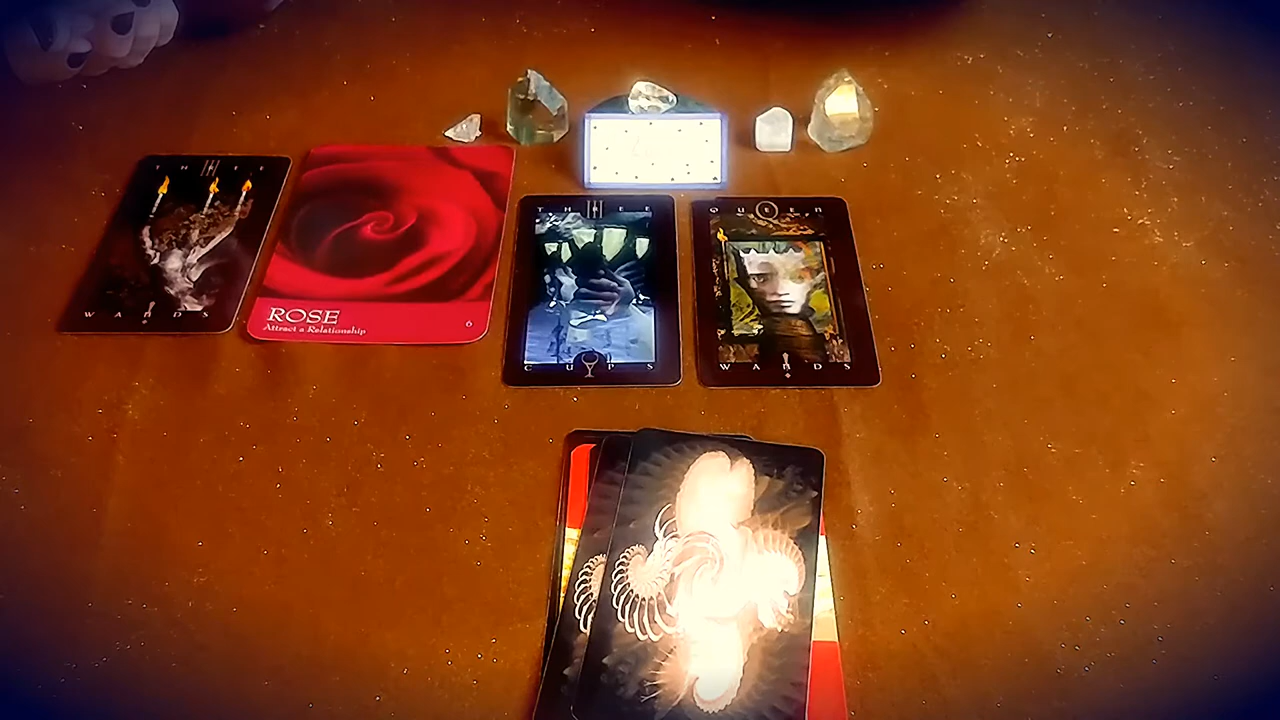 THREE
WANDS
ROSE
Attract a Relationship
6
THREE
CUPS
QUEEN
WANDS